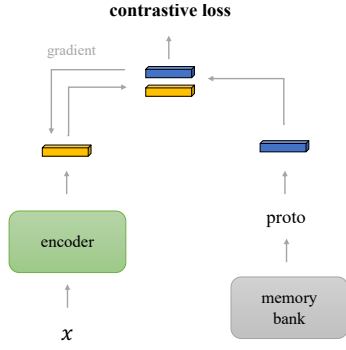 contrastive loss
gradient
proto
encoder
memory
bank
x